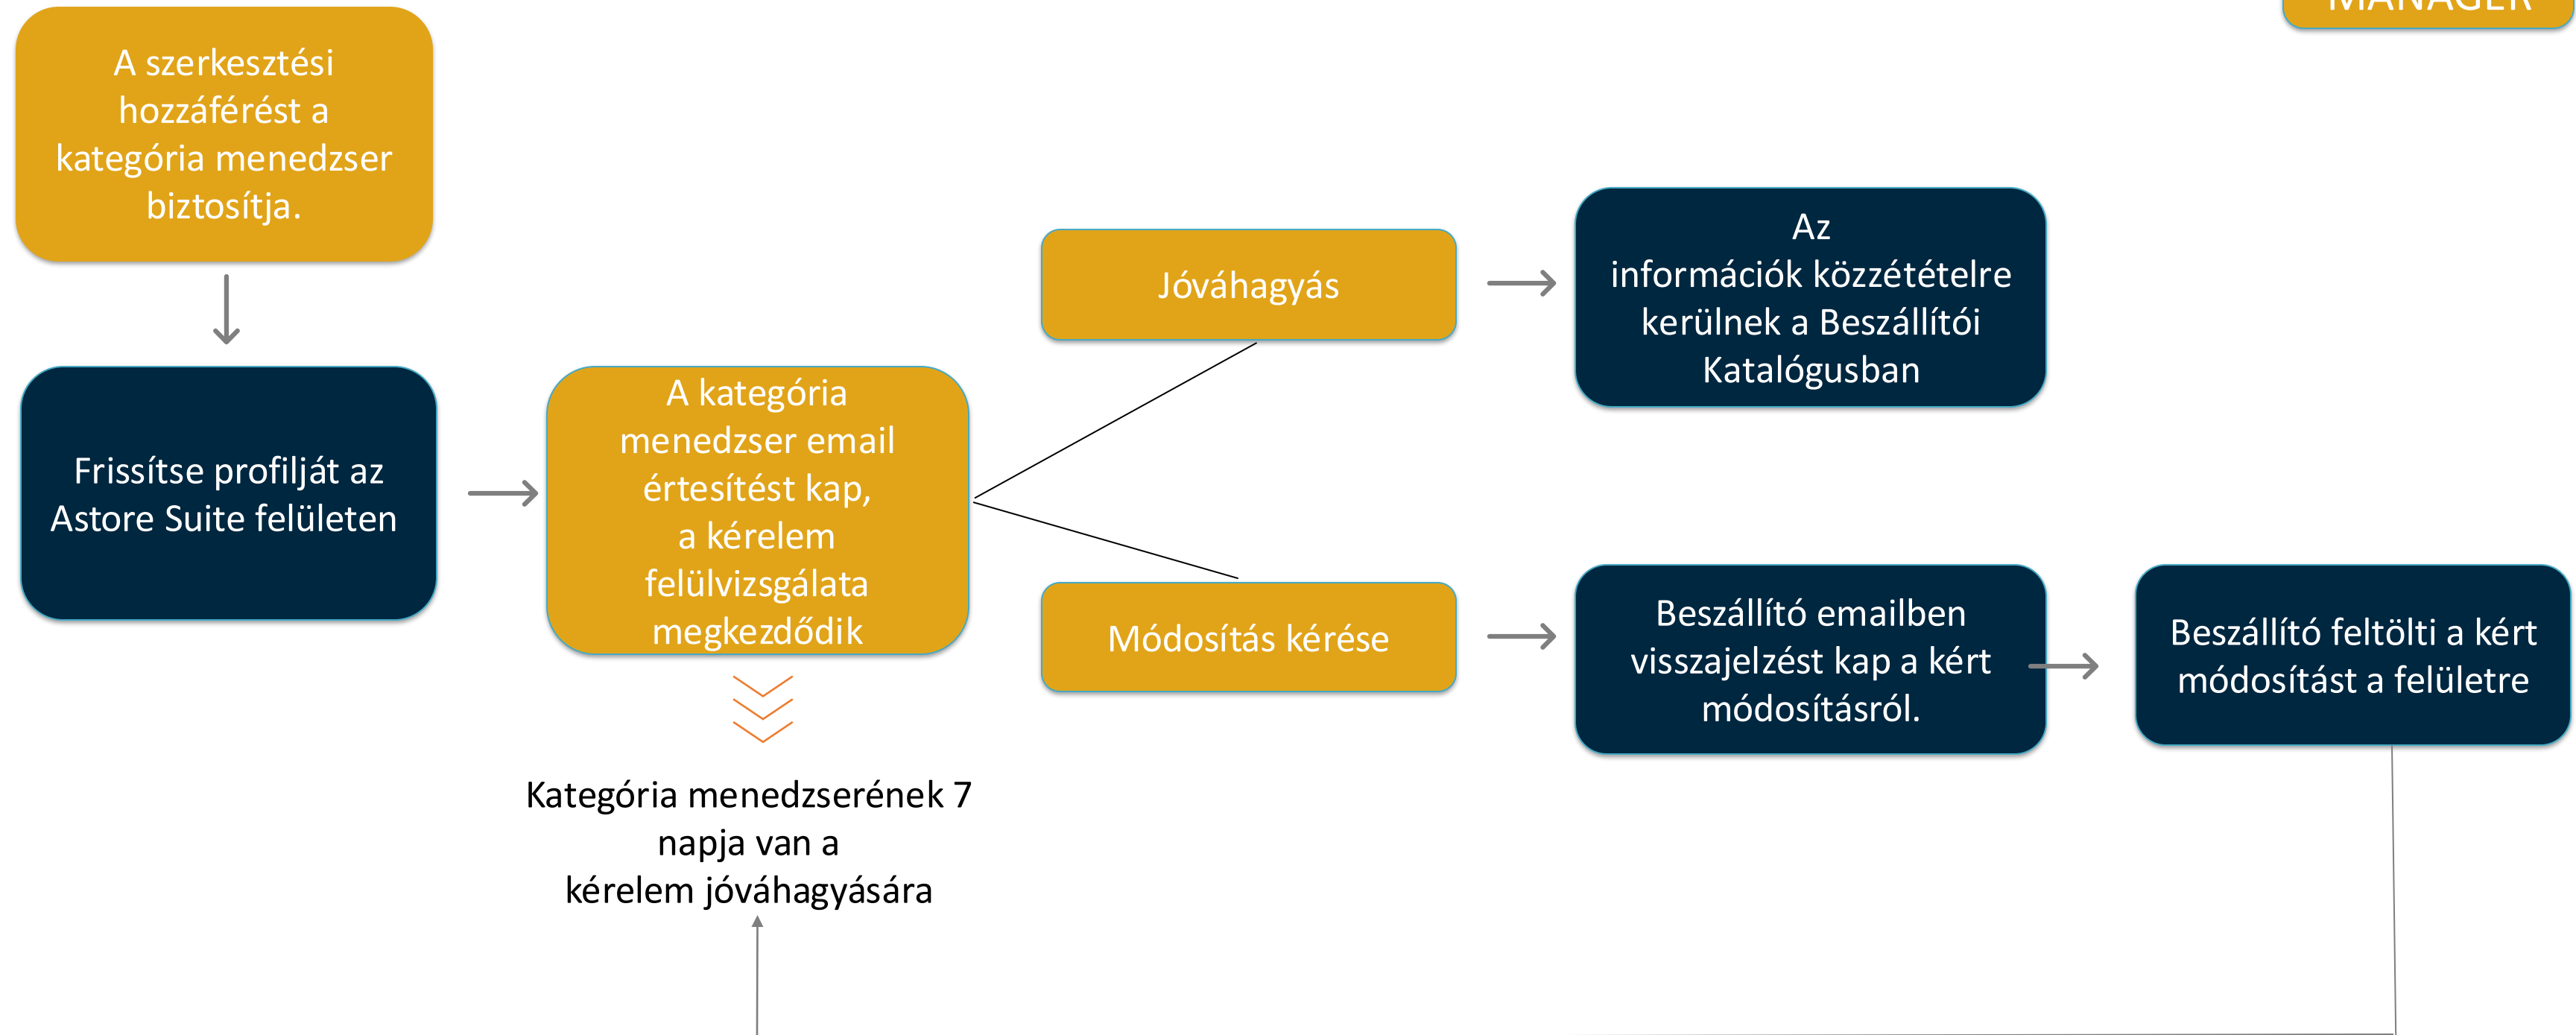 MANAGER
A szerkesztési
hozzáférést a
kategória menedzser
biztosítja.
Frissítse profilját az
Astore Suite felületen
A kategória
menedzser email
értesítést kap,
a kérelem
felülvizsgálata
megkezdődik
Kategória menedzserének 7
napja van a
kérelem jóváhagyására
Jóváhagyás
Az
információk közzétételre
kerülnek a Beszállítói
Katalógusban
Módosítás kérése
Beszállító emailben
visszajelzést kap a kért
módosításról.
Beszállító feltölti a kért
módosítást a felületre